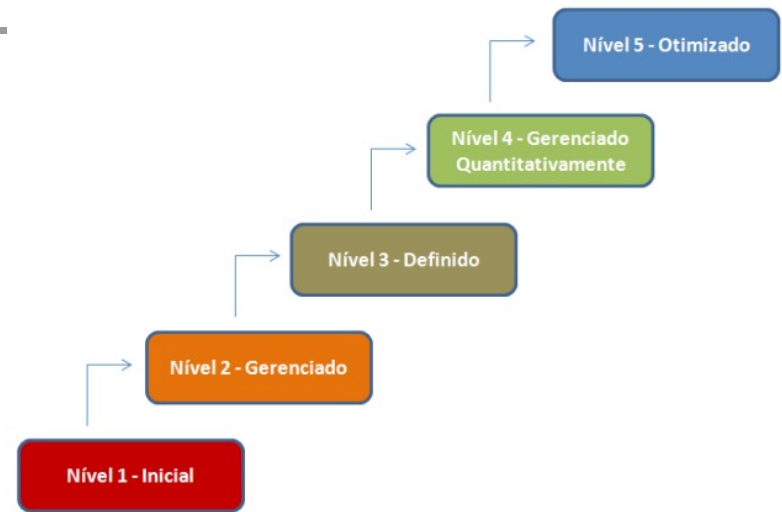 Nível 5 - Otimizado
Nível 4 - Gerenciado
Quantitativamente
Nível 3 - Definido
Nível 2 - Gerenciado
Nível 1 - Inicial